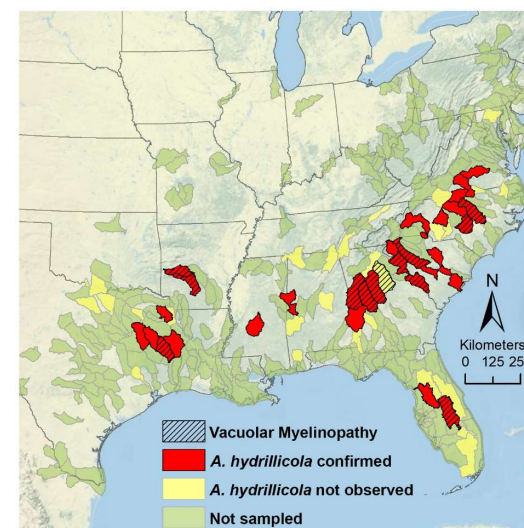 N
Kilometers
0 125 25
Vacuolar Myelinopathy
A. hydrillicola confirmed
A. hydrillicola not observed
Not sampled